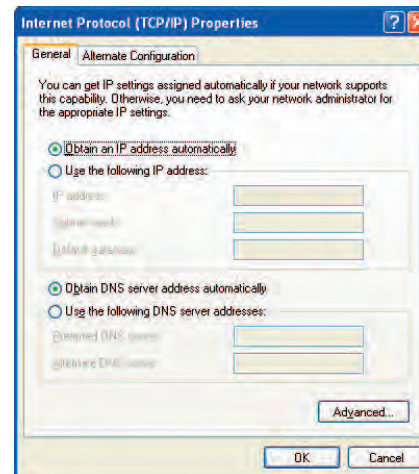 Internet Protocol (TCP/IP) Properties
General
Alternate Configuration
You can get IP settings assigned automatically if your network supports
this capability. Otherwise, you need to ask your network administrator for
the appropriate IP settings.
Obtain an IP address automatically
Use the following IP address:
IP address:
Subnet mask:
Default gateway:
Obtain DNS server address automatically
Use the following DNS server addresses:
Preferred DNS server:
Alternate DNS server:
Advanced...
OK
Cancel